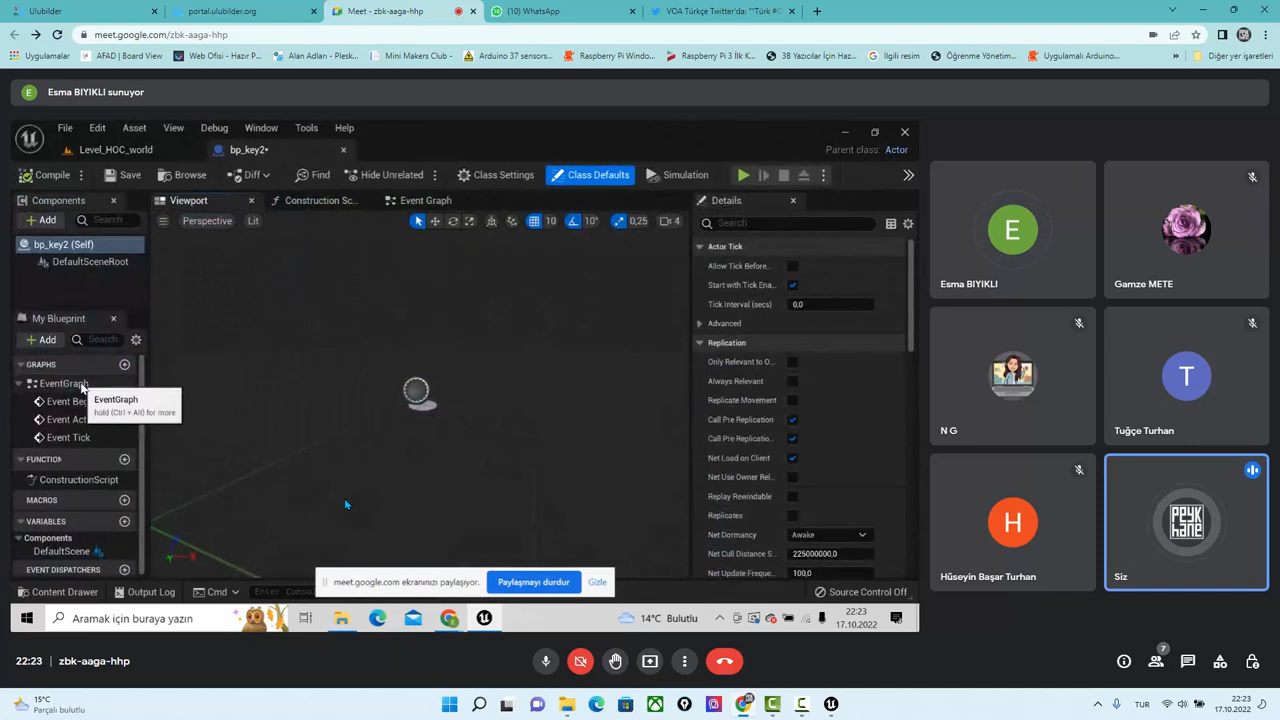 Ulubilder
portal.ulubilder.org
Meet - zbk-aaga-hhp
(10) WhatsApp
VOA Türkçe Twitter'da: "'Türk #C
meet.google.com/zbk-aaga-hhp
Uygulamalar
AFAD | Board
Web Ofisi - Hazır P...
Alan Adları - Plesk...
Mini Makers Club -...
Arduino 37 sensors...
Raspberry Pi Windo...
Raspberry Pi 3 İlk K...
3B Yazıcılar İçin Haz...
İlgili resim
Öğrenme Yönetim...
Uygulamalı Arduino...
»
Diğer yer işaretleri
E
Esma BIYIKLI sunuyor
File Edit Asset View Debug Window Tools Help
Level_HOC_world
bp_key2•
Parent class: Actor
Compile
Save
Browse
Diff
Find
Hide Unrelated
Class Settings
Class Defaults
Simulation
Components
Viewport
Construction Sc...
Event Graph
Details
Add
Search
Perspective
Lit
10
10°
0,25
4
Search
bp_key2 (Self)
DefaultSceneRoot
Actor Tick
Allow Tick Before...
Start with Tick Ena...
Tick Interval (secs)
0,0
Advanced
Replication
Only Relevant to O...
Always Relevant
Replicate Movement
Call Pre Replication
Call Pre Replicatio...
Net Load on Client
Net Use Owner Rel...
Replay Rewindable
Replicates
Net Dormancy
Awake
Net Cull Distance S...
225000000,0
Net Update Freque...
100,0
My Blueprint
Add
Search
GRAPHS
EventGraph
Event Be
Event Act
Event Tick
EventGraph
hold (Ctrl + Alt) for more
FUNCTION
ConstructionScript
MACROS
VARIABLES
Components
DefaultScene
EVENT DISPATCHERS
meet.google.com ekranınızı paylaşıyor.
Paylaşmayı durdur
Gizle
Content Drawer
Output Log
Cmd
Enter Conso
Source Control Off
Aramak için buraya yazın
14°C Bulutlu
22:23
17.10.2022
E
Esma BIYIKLI
Gamze METE
N G
T
Tuğçe Turhan
H
Hüseyin Başar Turhan
Siz
22:23
zbk-aaga-hhp
7
15°C
Parçalı bulutlu
TUR
22:23
17.10.2022